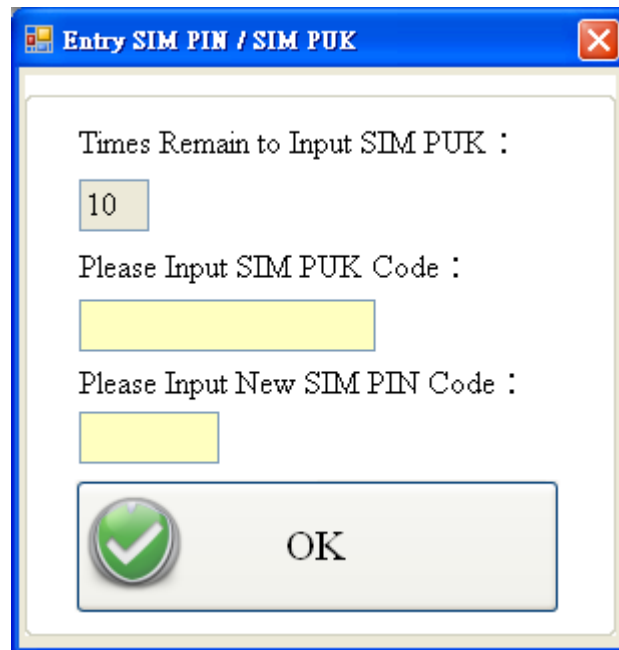 Entry SIM PIN / SIM PUK
Times Remain to Input SIM PUK：
10
Please Input SIM PUK Code：
Please Input New SIM PIN Code：
OK